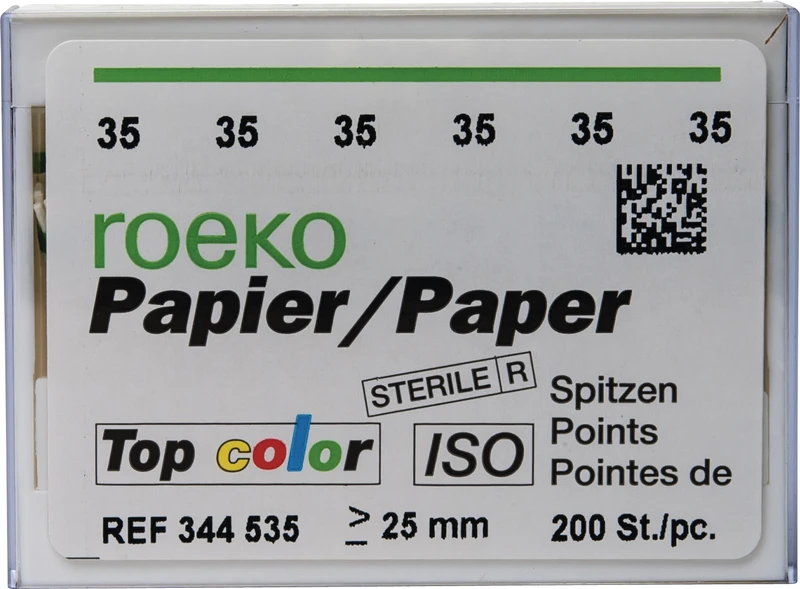 35 35 35 35 35 35
roeko
Papier/Paper
STERILE R
Spitzen
Points
Pointes de
Top color
ISO
REF 344 535 ≥ 25 mm 200 St./pc.